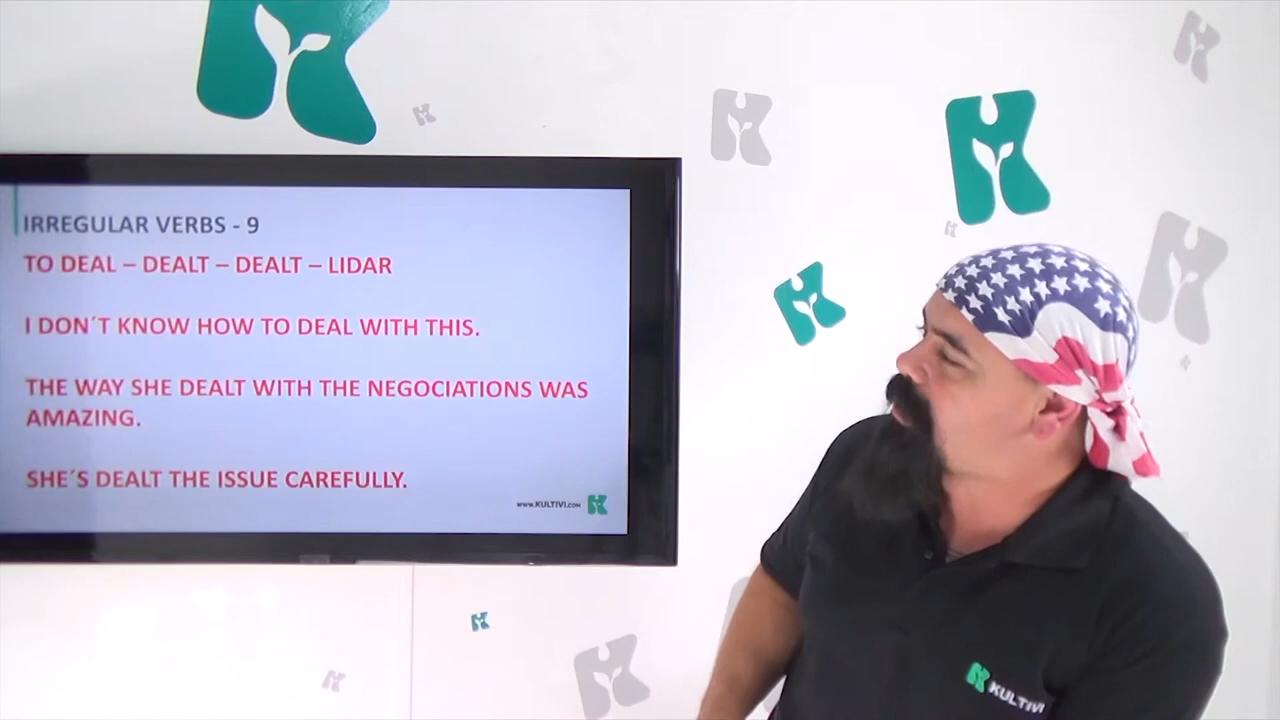 IRREGULAR VERBS - 9
TO DEAL – DEALT – DEALT – LIDAR
I DON´T KNOW HOW TO DEAL WITH THIS.
THE WAY SHE DEALT WITH THE NEGOCIATIONS WAS
AMAZING.
SHE´S DEALT THE ISSUE CAREFULLY.
www.KULTIVI.COM
KULTIVI